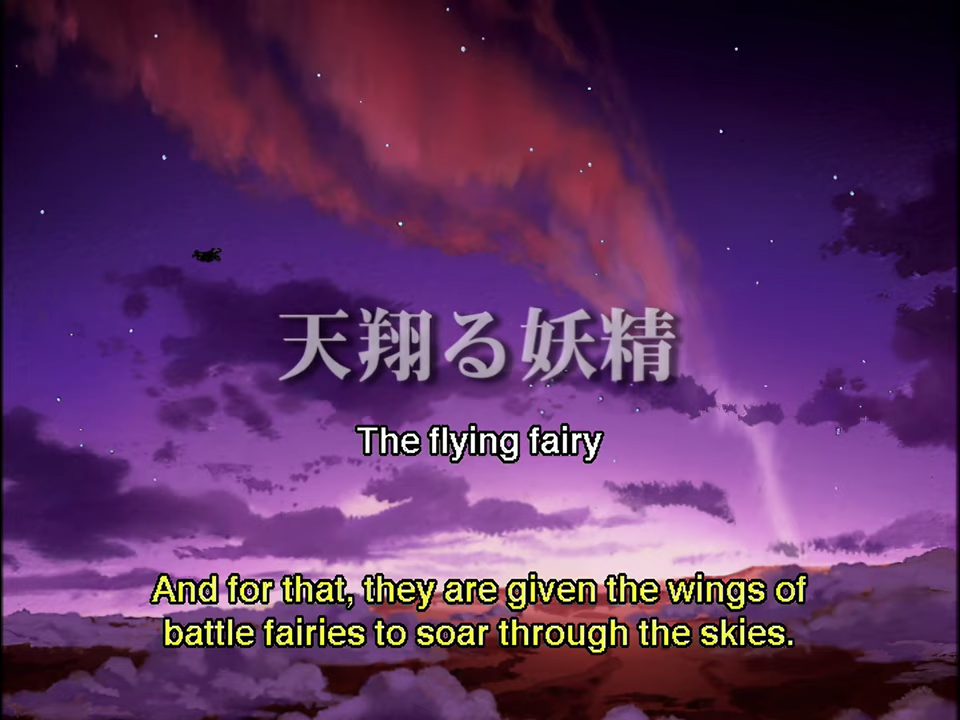 天翔る妖精
The flying fairy
And for that, they are given the wings of
battle fairies to soar through the skies.